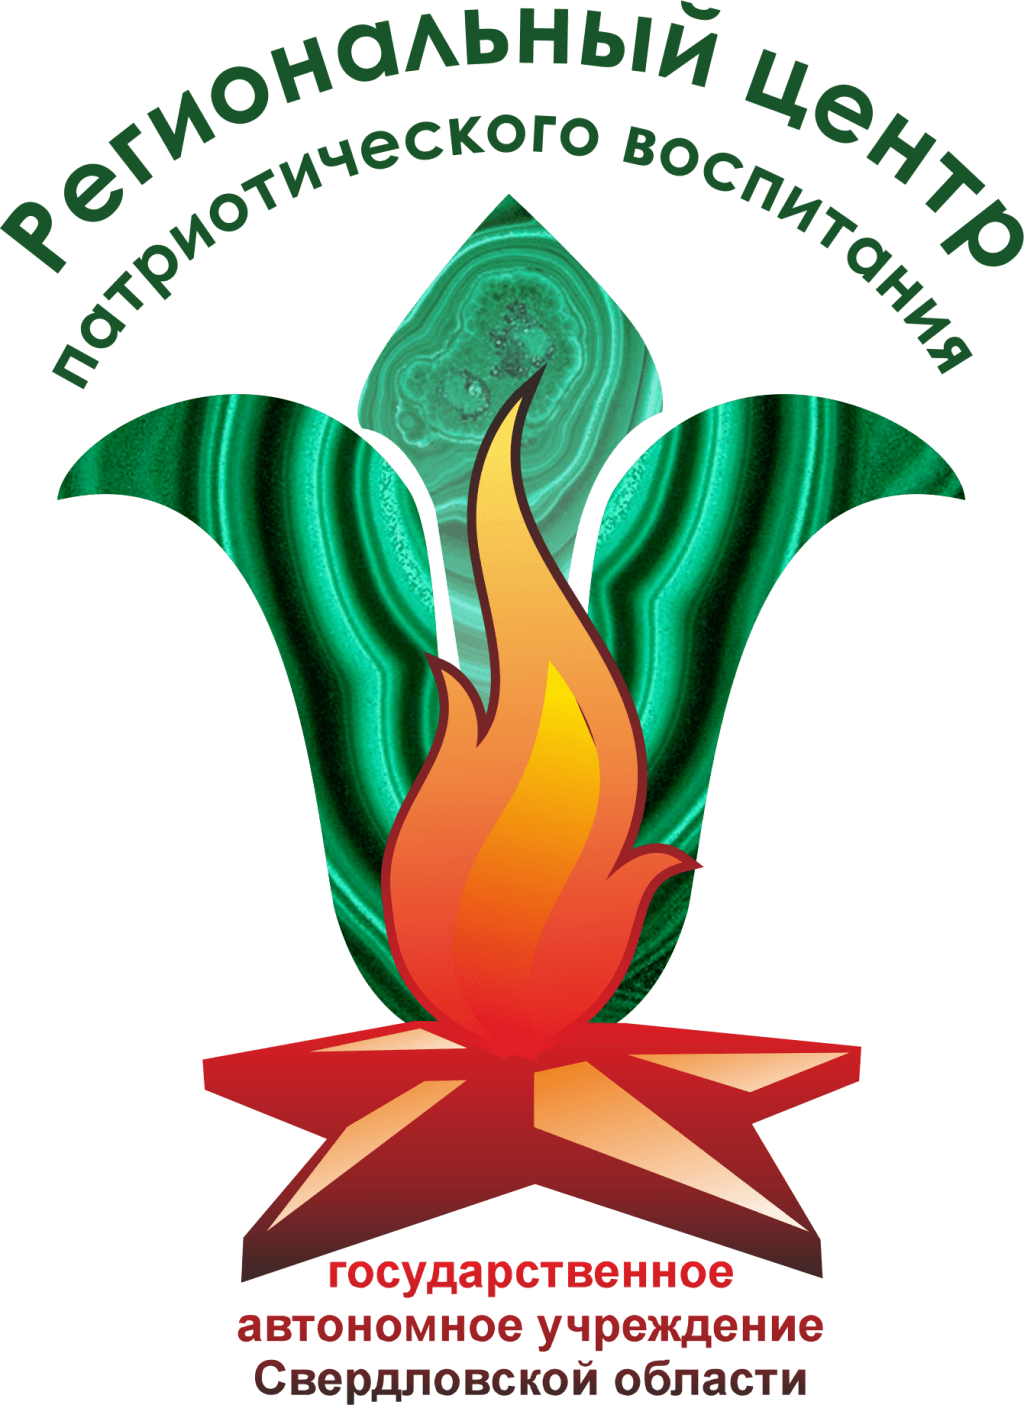 Региональный центр
патриотического воспитания
государственное
автономное учреждение
Свердловской области